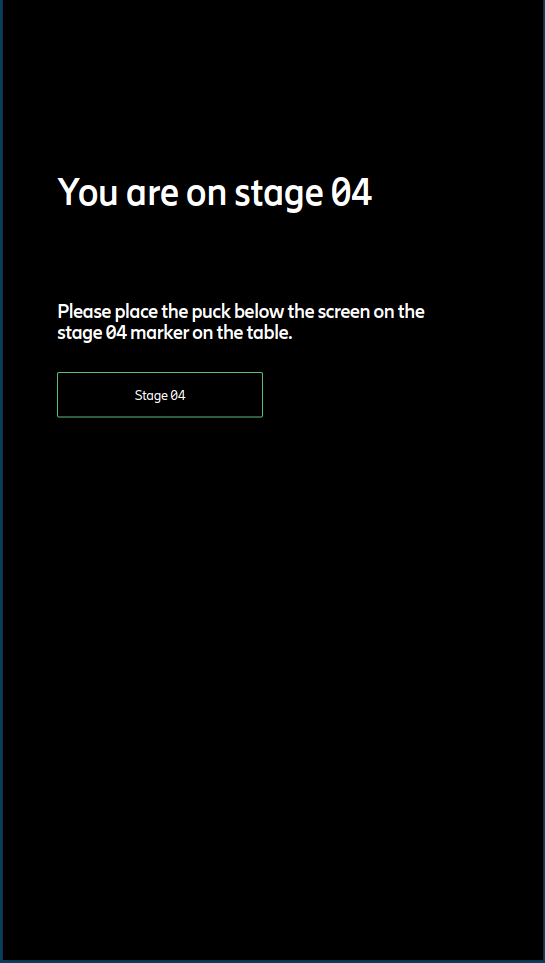 You are on stage 04
Please place the puck below the screen on the
stage 04 marker on the table.
Stage 04